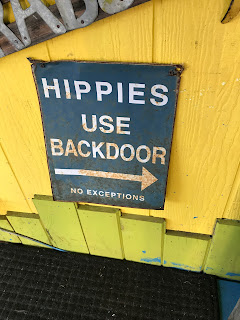 HIPPIES
USE
BACKDOOR
NO EXCEPTIONS